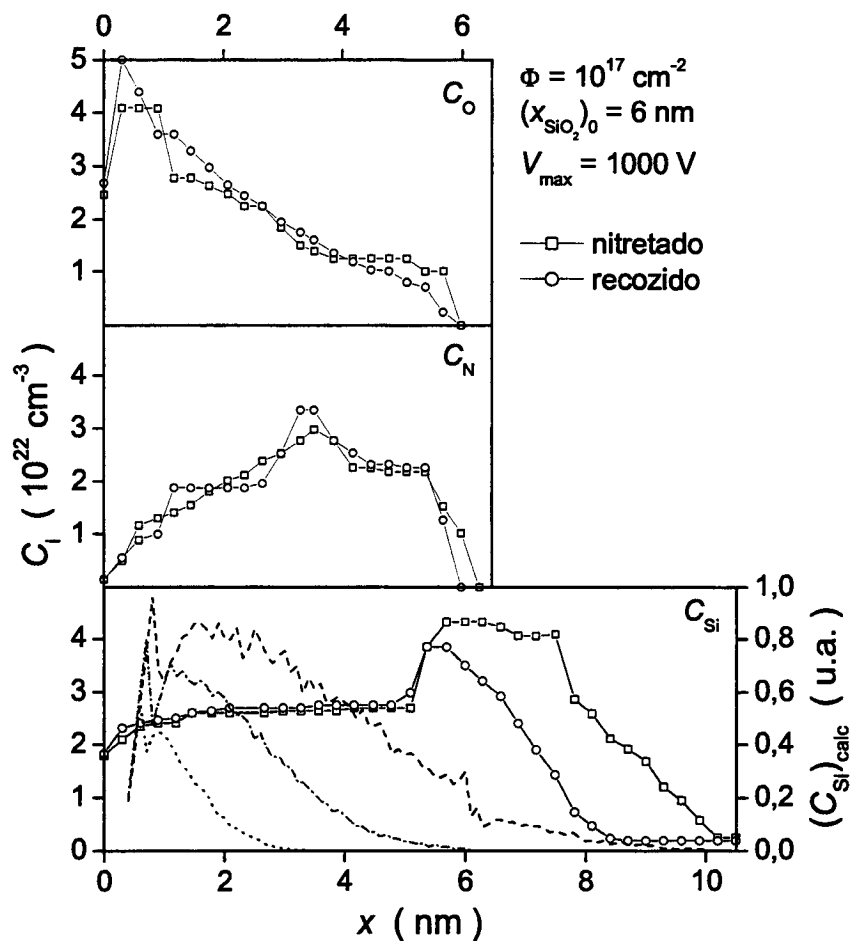 0 2 4 6
5
4
3
2
1
C_O
Φ = 10^17 cm^-2
(x_SiO₂)_0 = 6 nm
V_max = 1000 V
nitretado
recozido
4
3
2
1
C_N
C_i ( 10^22 cm^-3 )
4
3
2
1
0
C_Si
1,0
0,8
0,6
0,4
0,2
0,0
(C_Si)_calc ( u.a. )
0 2 4 6 8 10
x ( nm )